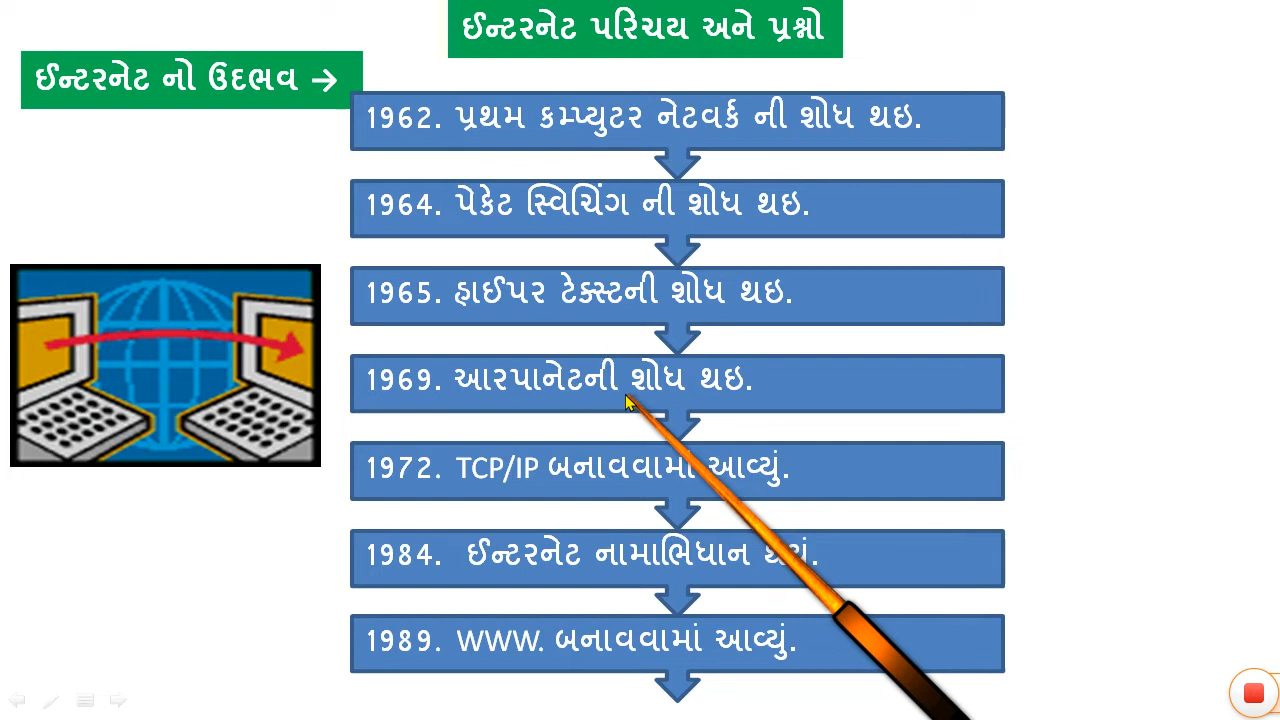 ઈન્ટરનેટ પરિચય અને પ્રશ્નો
ઈન્ટરનેટ નો ઉદભવ →
1962. પ્રથમ કમ્પ્યુટર નેટવર્ક ની શોધ થઇ.
1964. પેકેટ સ્વિચિંગ ની શોધ થઇ.
1965. હાઈપર ટેક્સ્ટની શોધ થઇ.
1969. આરપાનેટની શોધ થઇ.
1972. TCP/IP બનાવવામાં આવ્યું.
1984. ઈન્ટરનેટ નામાભિધાન થયું.
1989. WWW. બનાવવામાં આવ્યું.